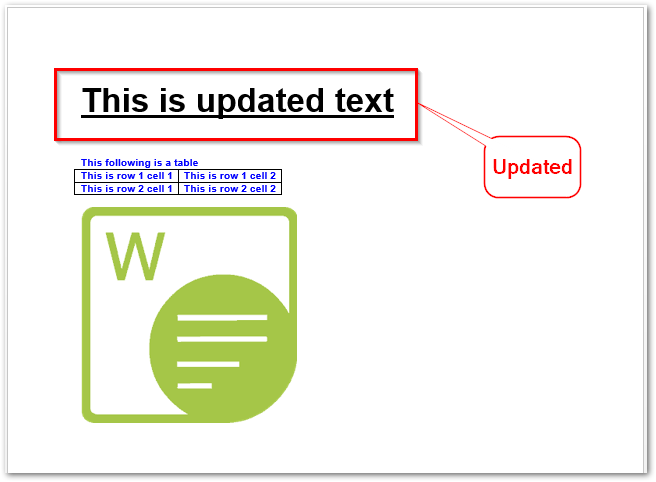 This is updated text
Updated
This following is a table
This is row 1 cell 1 This is row 1 cell 2
This is row 2 cell 1 This is row 2 cell 2
W